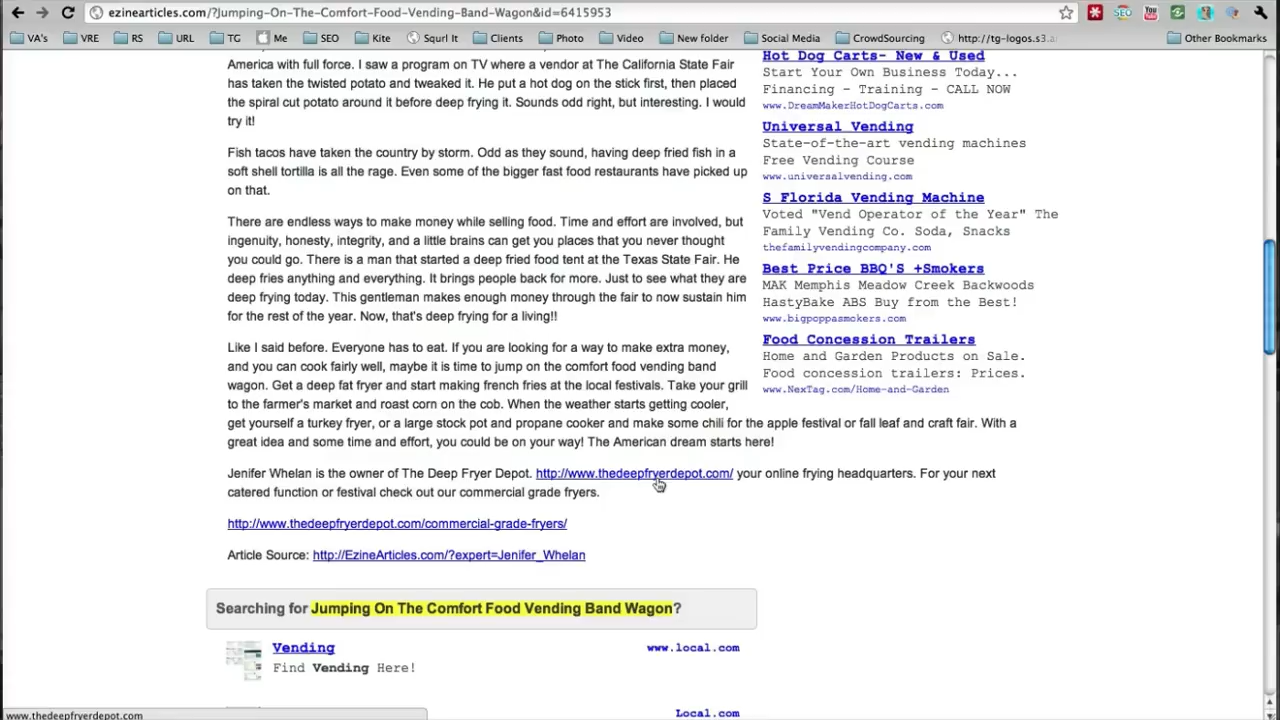 ezinearticles.com/?Jumping-On-The-Comfort-Food-Vending-Band-Wagon&id=6415953
VA's VRE RS URL TG Me SEO Kite Squrl It Clients Photo Video New folder Social Media CrowdSourcing http://tg-logos.s3.a Other Bookmarks
America with full force. I saw a program on TV where a vendor at The California State Fair
has taken the twisted potato and tweaked it. He put a hot dog on the stick first, then placed
the spiral cut potato around it before deep frying it. Sounds odd right, but interesting. I would
try it!
Fish tacos have taken the country by storm. Odd as they sound, having deep fried fish in a
soft shell tortilla is all the rage. Even some of the bigger fast food restaurants have picked up
on that.
There are endless ways to make money while selling food. Time and effort are involved, but
ingenuity, honesty, integrity, and a little brains can get you places that you never thought
you could go. There is a man that started a deep fried food tent at the Texas State Fair. He
deep fries anything and everything. It brings people back for more. Just to see what they are
deep frying today. This gentleman makes enough money through the fair to now sustain him
for the rest of the year. Now, that's deep frying for a living!!
Like I said before. Everyone has to eat. If you are looking for a way to make extra money,
and you can cook fairly well, maybe it is time to jump on the comfort food vending band
wagon. Get a deep fat fryer and start making french fries at the local festivals. Take your grill
to the farmer's market and roast corn on the cob. When the weather starts getting cooler,
get yourself a turkey fryer, or a large stock pot and propane cooker and make some chili for the apple festival or fall leaf and craft fair. With a
great idea and some time and effort, you could be on your way! The American dream starts here!
Jenifer Whelan is the owner of The Deep Fryer Depot. http://www.thedeepfryerdepot.com/ your online frying headquarters. For your next
catered function or festival check out our commercial grade fryers.
http://www.thedeepfryerdepot.com/commercial-grade-fryers/
Article Source: http://EzineArticles.com/?expert=Jenifer_Whelan
Hot Dog Carts- New & Used
Start Your Own Business Today...
Financing - Training - CALL NOW
www.DreamMakerHotDogCarts.com
Universal Vending
State-of-the-art vending machines
Free Vending Course
www.universalvending.com
S Florida Vending Machine
Voted "Vend Operator of the Year" The
Family Vending Co. Soda, Snacks
thefamilyvendingcompany.com
Best Price BBQ'S +Smokers
MAK Memphis Meadow Creek Backwoods
HastyBake ABS Buy from the Best!
www.bigpoppasmokers.com
Food Concession Trailers
Home and Garden Products on Sale.
Food concession trailers: Prices.
www.NexTag.com/Home-and-Garden
Searching for Jumping On The Comfort Food Vending Band Wagon?
Vending www.local.com
Find Vending Here!
Local.com
www.thedeepfryerdepot.com